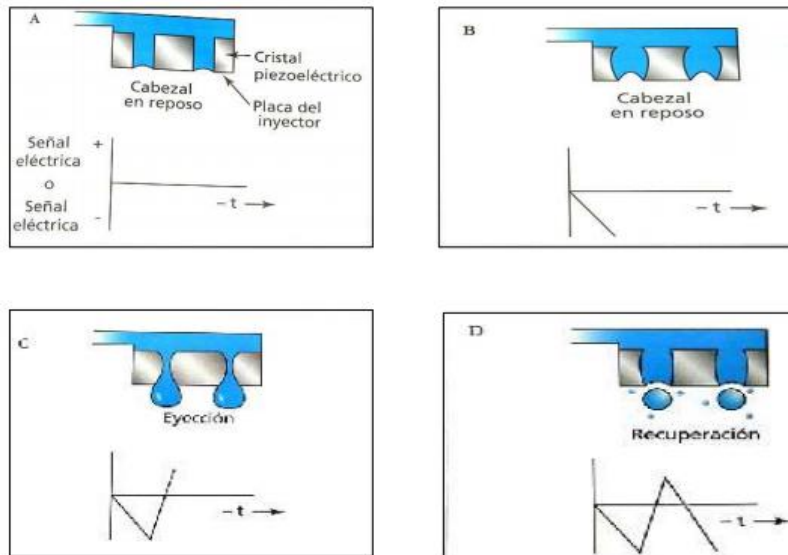 A
Cristal
piezoeléctrico
Cabezal
en reposo
Placa del
inyector
Señal
eléctrica
+
o
Señal
eléctrica
-
-t
B
Cabezal
en reposo
-t
C
Eyección
-t
D
Recuperación
-t